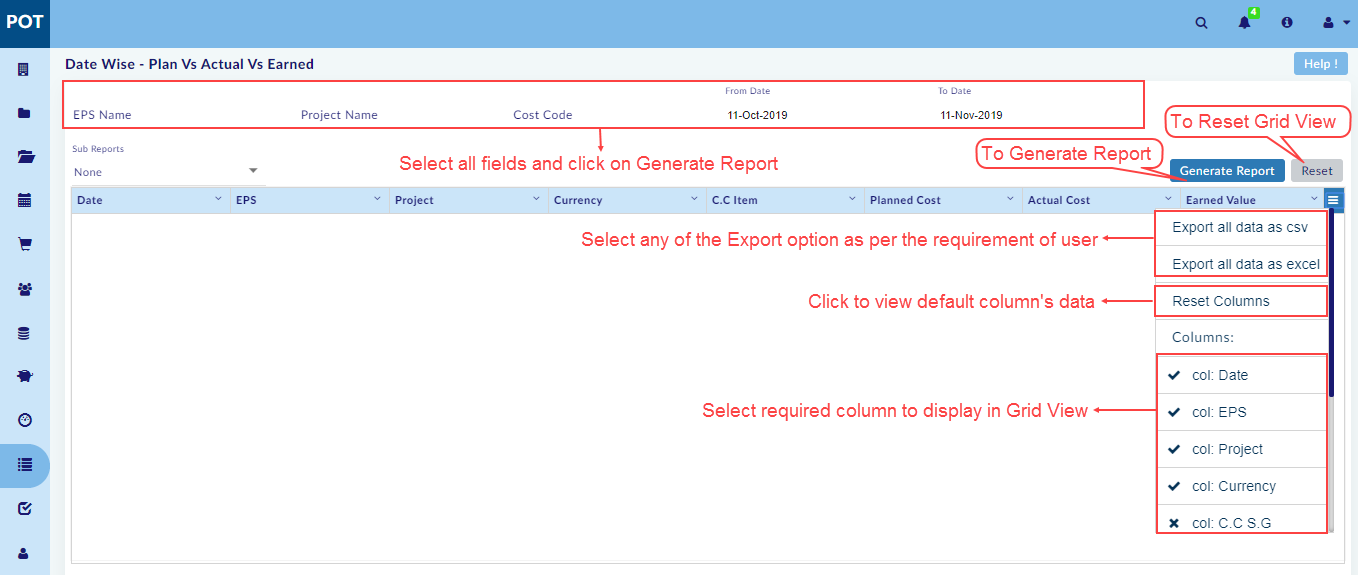 POT
4
Date Wise - Plan Vs Actual Vs Earned
Help !
From Date
To Date
EPS Name
Project Name
Cost Code
11-Oct-2019
11-Nov-2019
To Reset Grid View
Sub Reports
Select all fields and click on Generate Report
To Generate Report
None
Generate Report
Reset
Date
EPS
Project
Currency
C.C Item
Planned Cost
Actual Cost
Earned Value
Export all data as csv
Select any of the Export option as per the requirement of user
Export all data as excel
Click to view default column's data
Reset Columns
Columns:
col: Date
Select required column to display in Grid View
col: EPS
col: Project
col: Currency
col: C.C S.G